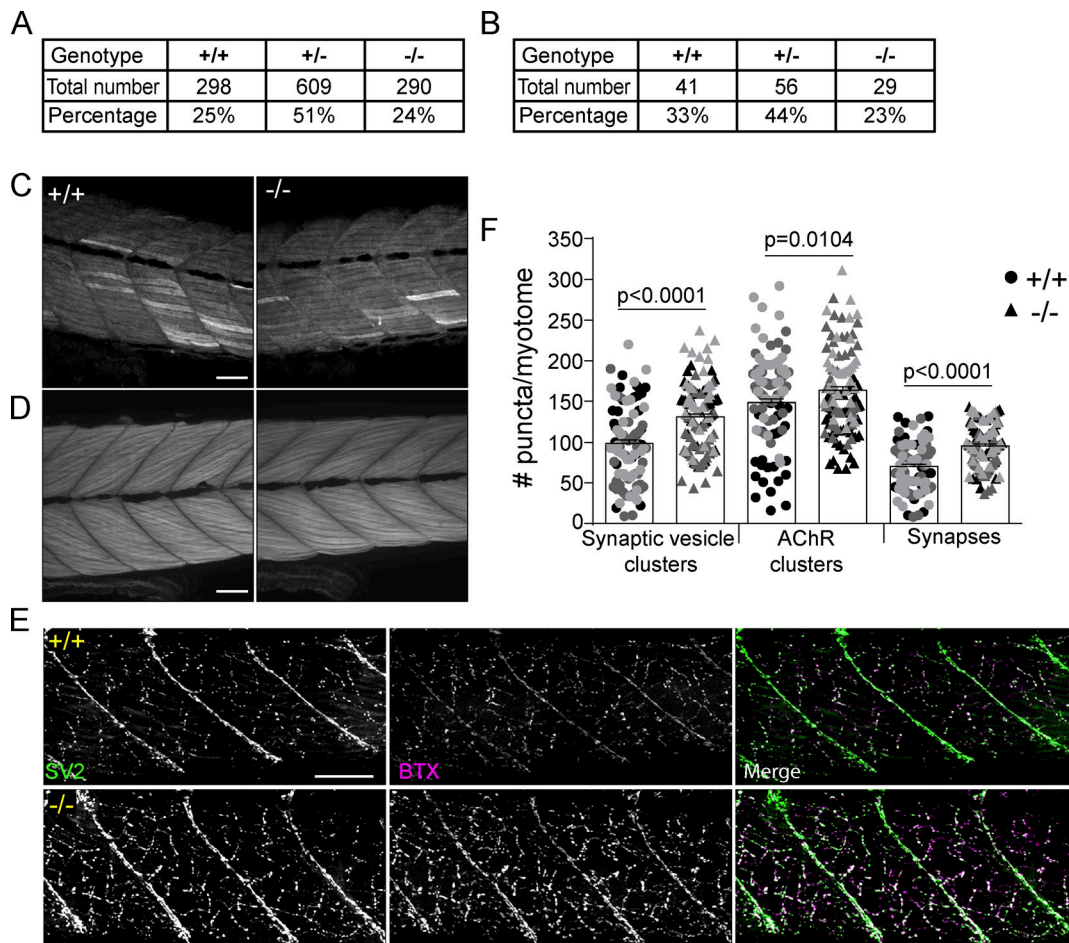 A
Genotype +/+ +/- -/-
Total number 298 609 290
Percentage 25% 51% 24%
B
Genotype +/+ +/- -/-
Total number 41 56 29
Percentage 33% 44% 23%
C
+/+
-/-
D
F
# puncta/myotome
350
300
250
200
150
100
50
0
p<0.0001
p=0.0104
p<0.0001
+/+
-/-
Synaptic vesicle clusters
AChR clusters
Synapses
E
+/+
SV2
BTX
Merge
-/-